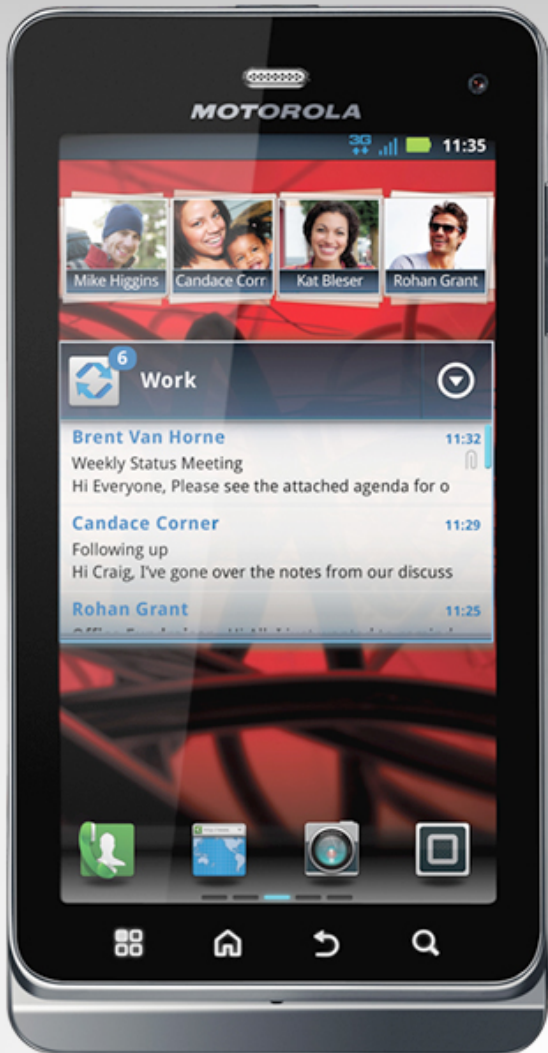 MOTOROLA
3G 11:35
Mike Higgins Candace Corr Kat Bleser Rohan Grant
6
Work
Brent Van Horne 11:32
Weekly Status Meeting
Hi Everyone, Please see the attached agenda for o
Candace Corner 11:29
Following up
Hi Craig, I've gone over the notes from our discuss
Rohan Grant 11:25